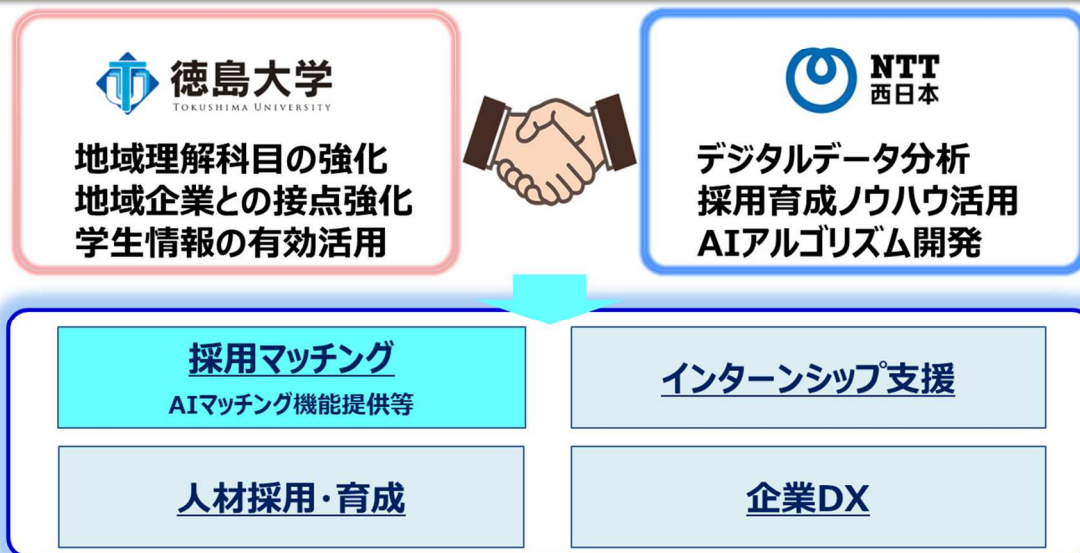 徳島大学
TOKUSHIMA UNIVERSITY
地域理解科目の強化
地域企業との接点強化
学生情報の有効活用
NTT
西日本
デジタルデータ分析
採用育成ノウハウ活用
AIアルゴリズム開発
採用マッチング
AIマッチング機能提供等
インターンシップ支援
人材採用・育成
企業DX